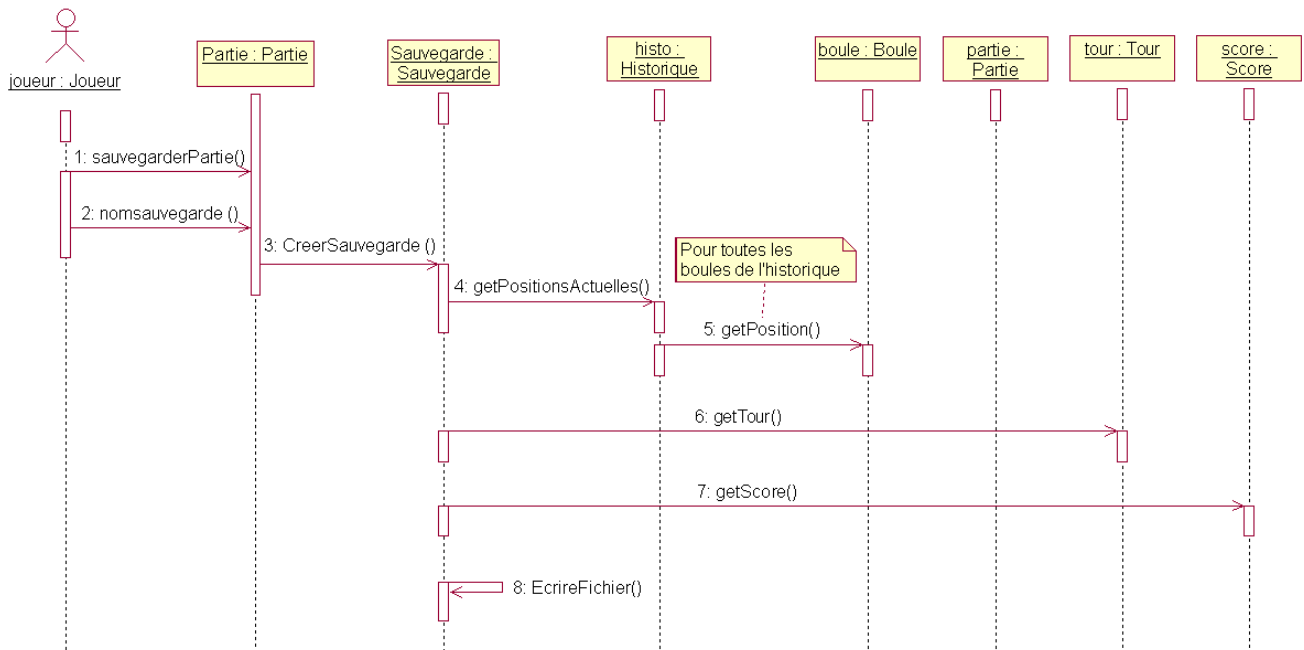 joueur : Joueur
Partie : Partie
Sauvegarde :
Sauvegarde
histo :
Historique
boule : Boule
partie :
Partie
tour : Tour
score :
Score
1: sauvegarderPartie()
2: nomsauvegarde ()
3: CreerSauvegarde ()
4: getPositionsActuelles()
Pour toutes les
boules de l'historique
5: getPosition()
6: getTour()
7: getScore()
8: EcrireFichier()